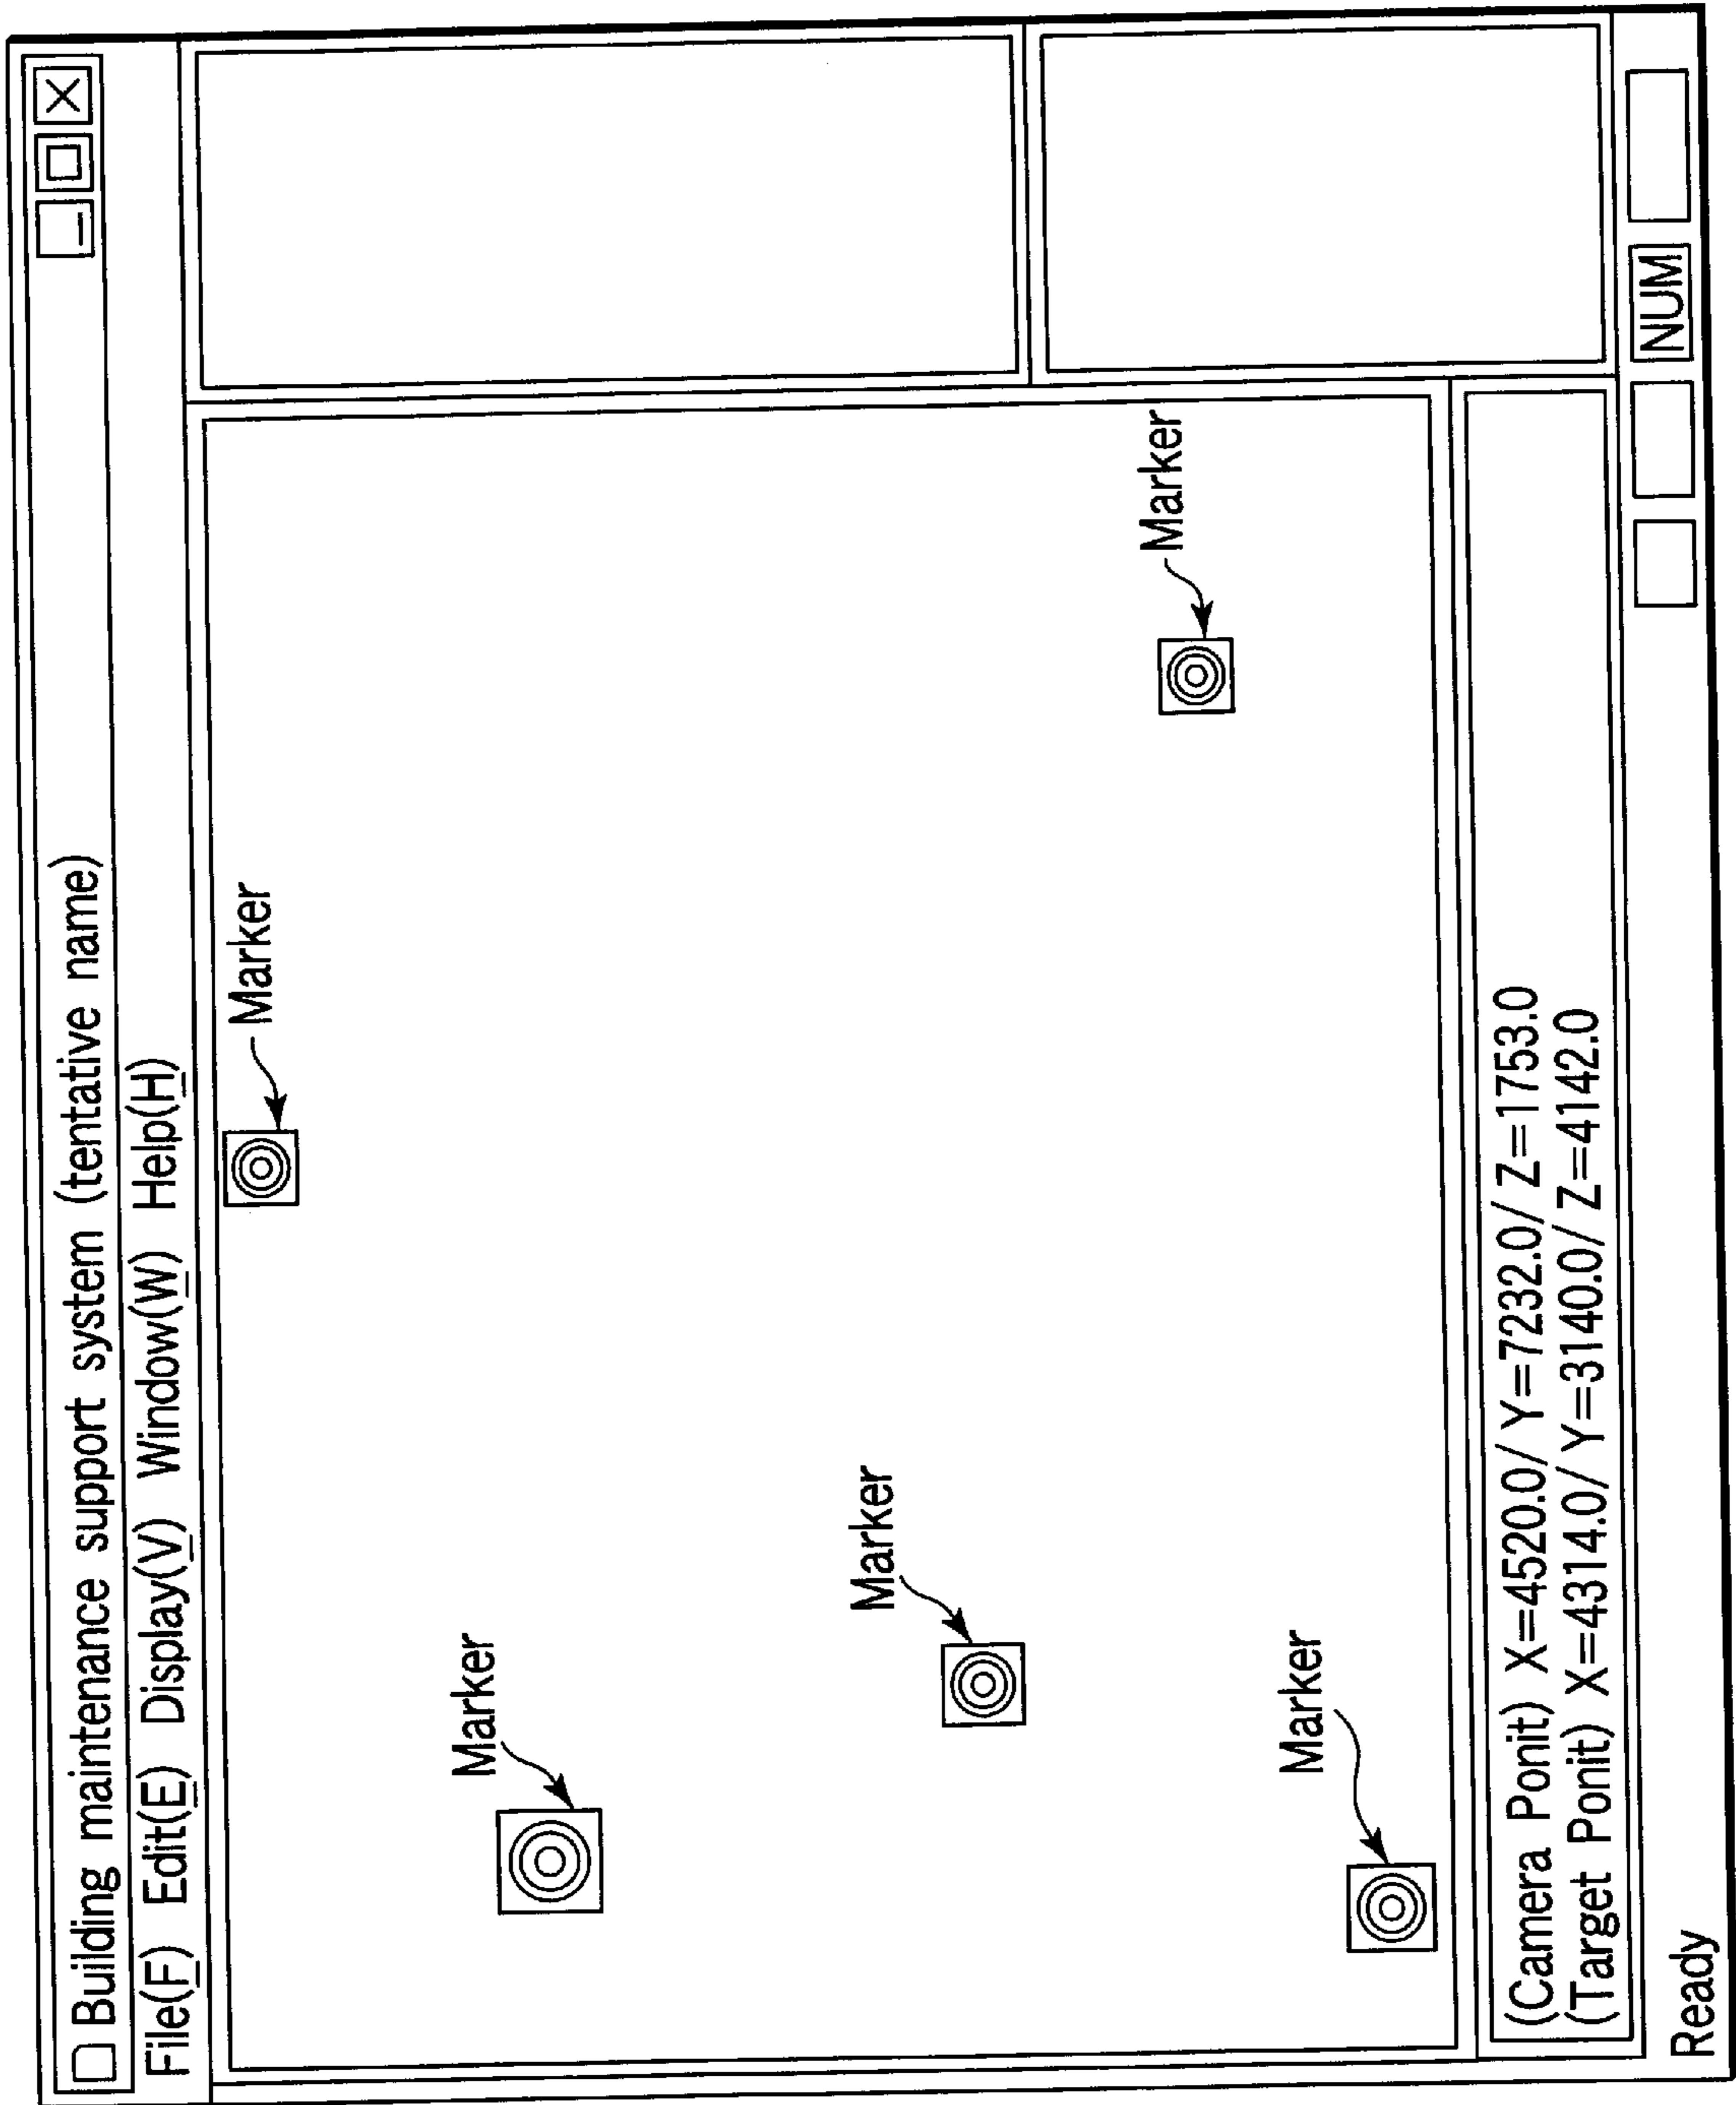 Building maintenance support system (tentative name)
File(F) Edit(E) Display(V) Window(W) Help(H)
Marker
Marker
Marker
Marker
Marker
(Camera Ponit) X=4520.0/ Y=7232.0/ Z=1753.0
(Target Ponit) X=4314.0/ Y=3140.0/ Z=4142.0
Ready NUM